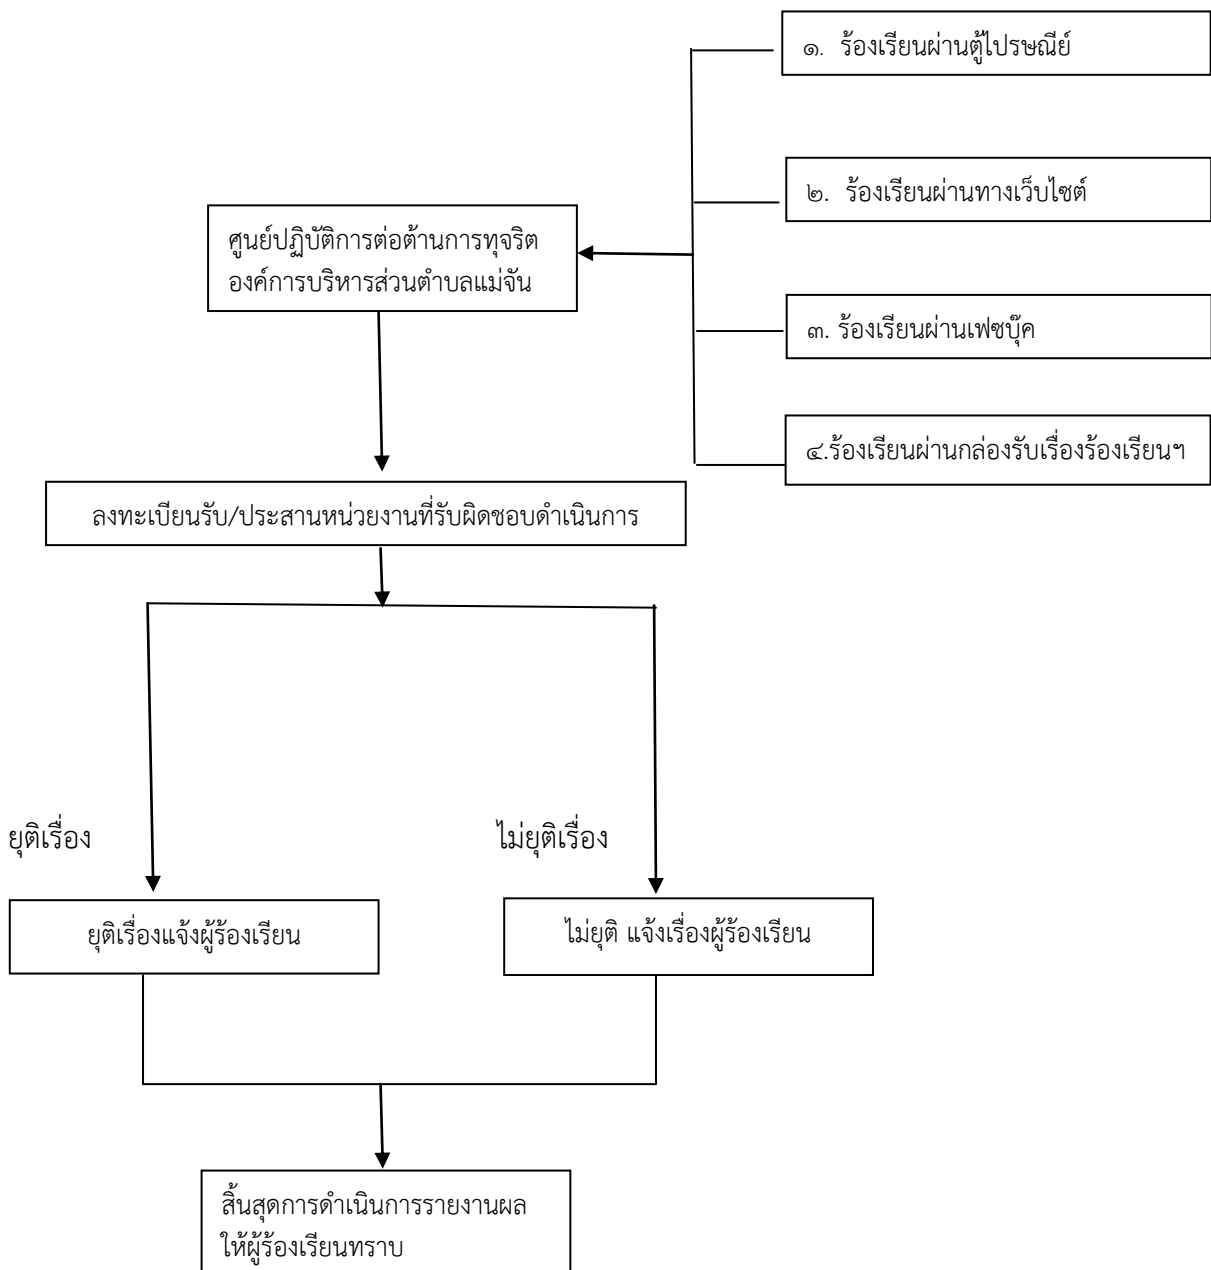 ๑. ร้องเรียนผ่านตู้ไปรษณีย์
๒. ร้องเรียนผ่านทางเว็บไซต์
ศูนย์ปฏิบัติการต่อต้านการทุจริต
องค์การบริหารส่วนตำบลแม่จัน
๓. ร้องเรียนผ่านเฟซบุ๊ค
๔.ร้องเรียนผ่านกล่องรับเรื่องร้องเรียนฯ
ลงทะเบียนรับ/ประสานหน่วยงานที่รับผิดชอบดำเนินการ
ยุติเรื่อง
ไม่ยุติเรื่อง
ยุติเรื่องแจ้งผู้ร้องเรียน
ไม่ยุติ แจ้งเรื่องผู้ร้องเรียน
สิ้นสุดการดำเนินการรายงานผล
ให้ผู้ร้องเรียนทราบ